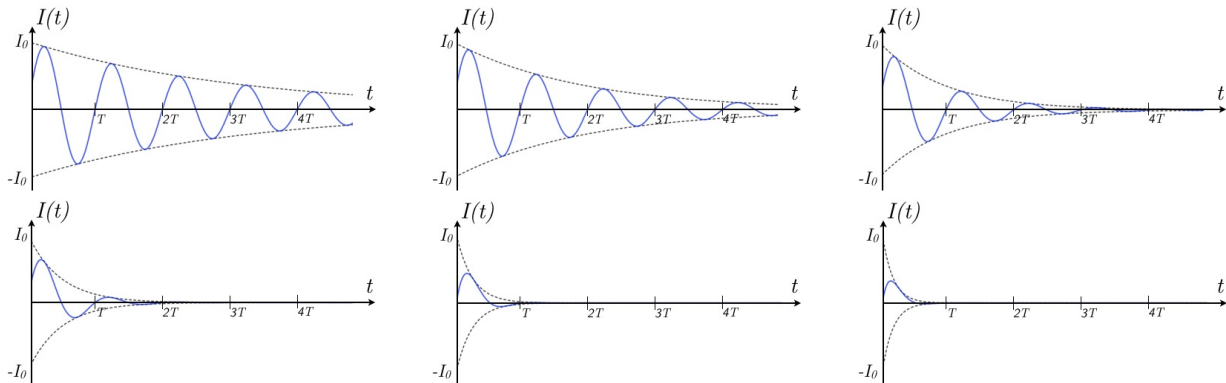 I(t) I(t) I(t)
I₀ I₀ I₀
t t t
T 2T 3T 4T T 2T 3T 4T T 2T 3T 4T
-I₀ -I₀ -I₀
I(t) I(t) I(t)
I₀ I₀ I₀
t t t
T 2T 3T 4T T 2T 3T 4T T 2T 3T 4T
-I₀ -I₀ -I₀